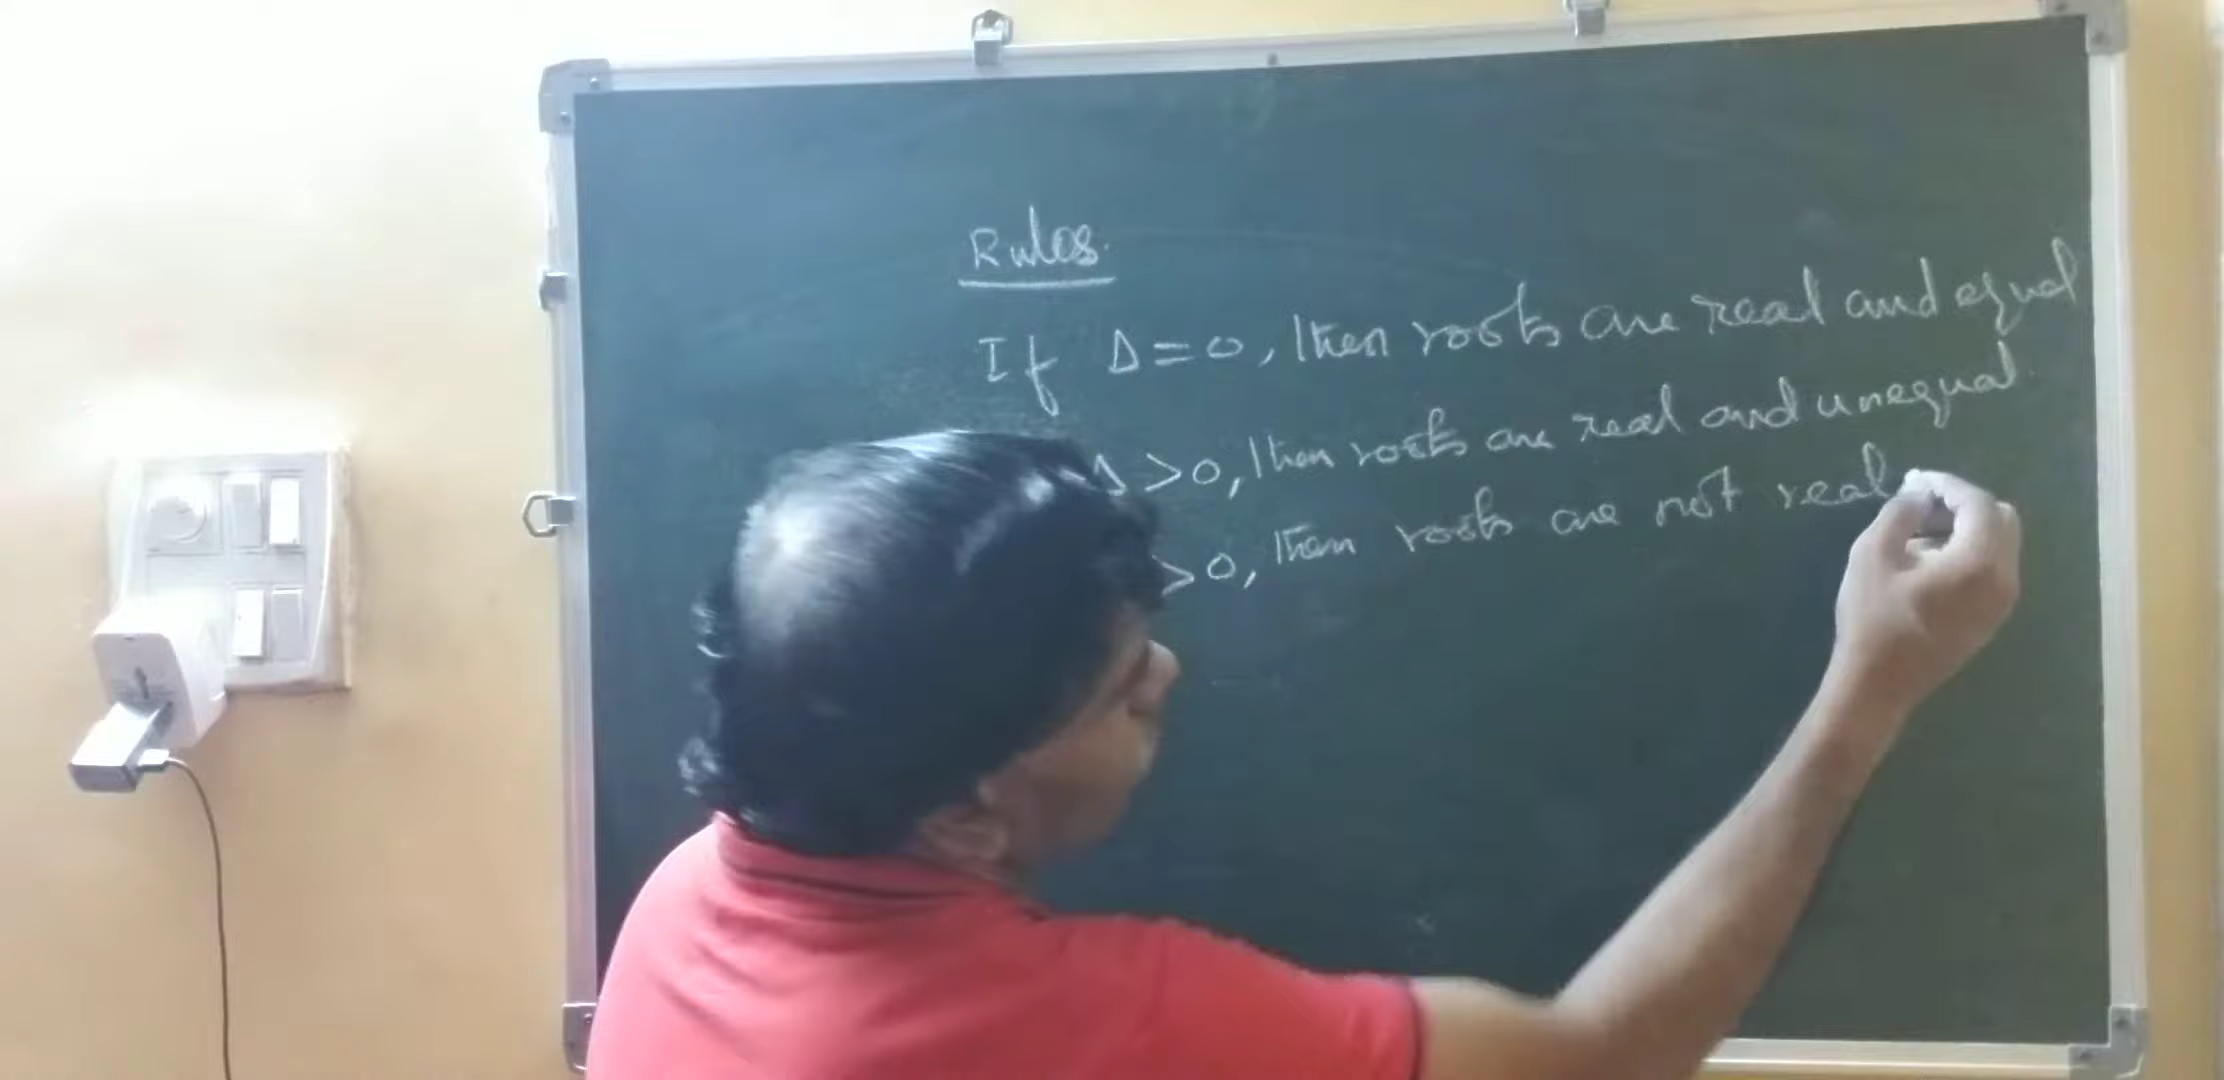 Rules.
If Δ = 0, then roots are real and equal
Δ > 0, then roots are real and unequal.
> 0, then roots are not real